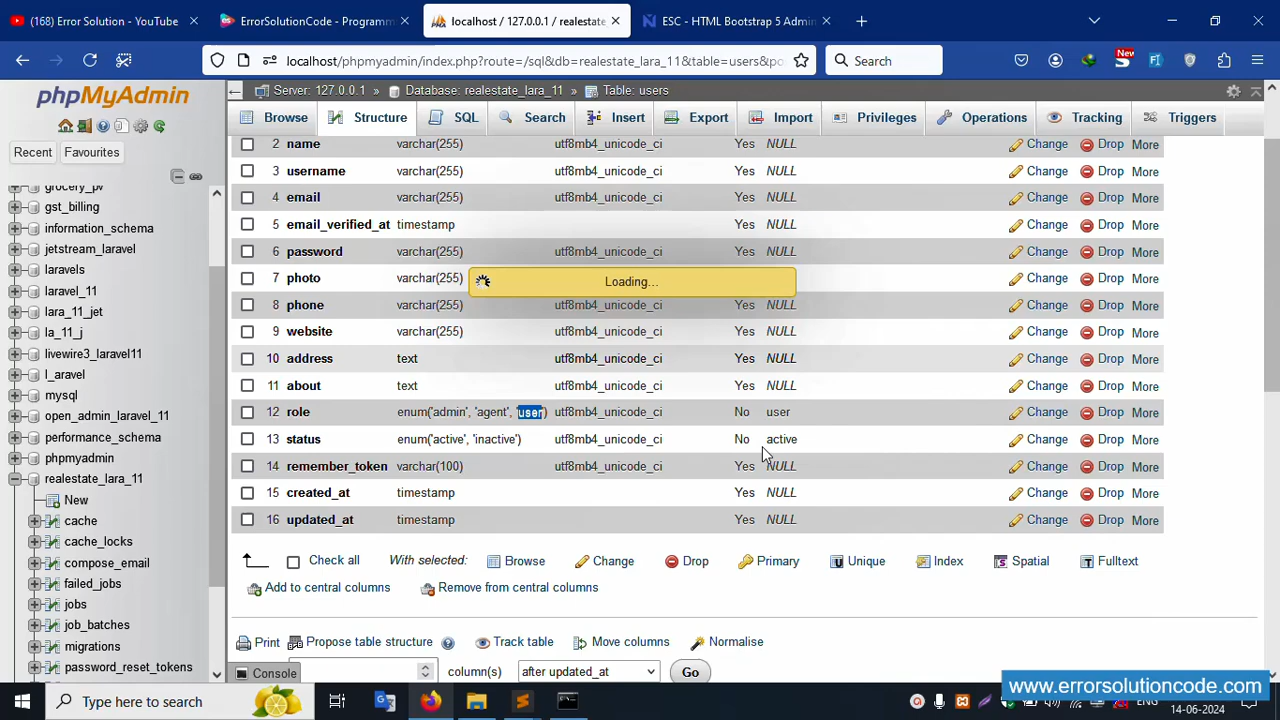 (168) Error Solution - YouTube
ErrorSolutionCode - Programm
localhost / 127.0.0.1 / realestate
ESC - HTML Bootstrap 5 Admin
localhost/phpmyadmin/index.php?route=/sql&db=realestate_lara_11&table=users&po
Search
New
phpMyAdmin
Server: 127.0.0.1 » Database: realestate_lara_11 » Table: users
Browse Structure SQL Search Insert Export Import Privileges Operations Tracking Triggers
Recent Favourites
grocery_pv
gst_billing
information_schema
jetstream_laravel
laravels
laravel_11
lara_11_jet
la_11_j
livewire3_laravel11
l_aravel
mysql
open_admin_laravel_11
performance_schema
phpmyadmin
realestate_lara_11
New
cache
cache_locks
compose_email
failed_jobs
jobs
job_batches
migrations
password_reset_tokens
2 name varchar(255) utf8mb4_unicode_ci Yes NULL Change Drop More
3 username varchar(255) utf8mb4_unicode_ci Yes NULL Change Drop More
4 email varchar(255) utf8mb4_unicode_ci Yes NULL Change Drop More
5 email_verified_at timestamp Yes NULL Change Drop More
6 password varchar(255) utf8mb4_unicode_ci Yes NULL Change Drop More
7 photo varchar(255) Loading… Yes NULL Change Drop More
8 phone varchar(255) utf8mb4_unicode_ci Yes NULL Change Drop More
9 website varchar(255) utf8mb4_unicode_ci Yes NULL Change Drop More
10 address text utf8mb4_unicode_ci Yes NULL Change Drop More
11 about text utf8mb4_unicode_ci Yes NULL Change Drop More
12 role enum('admin', 'agent', 'user') utf8mb4_unicode_ci No user Change Drop More
13 status enum('active', 'inactive') utf8mb4_unicode_ci No active Change Drop More
14 remember_token varchar(100) utf8mb4_unicode_ci Yes NULL Change Drop More
15 created_at timestamp Yes NULL Change Drop More
16 updated_at timestamp Yes NULL Change Drop More
Check all With selected: Browse Change Drop Primary Unique Index Spatial Fulltext
Add to central columns Remove from central columns
Print Propose table structure Track table Move columns Normalise
Console column(s) after updated_at Go
www.errorsolutioncode.com
Type here to search
14-06-2024